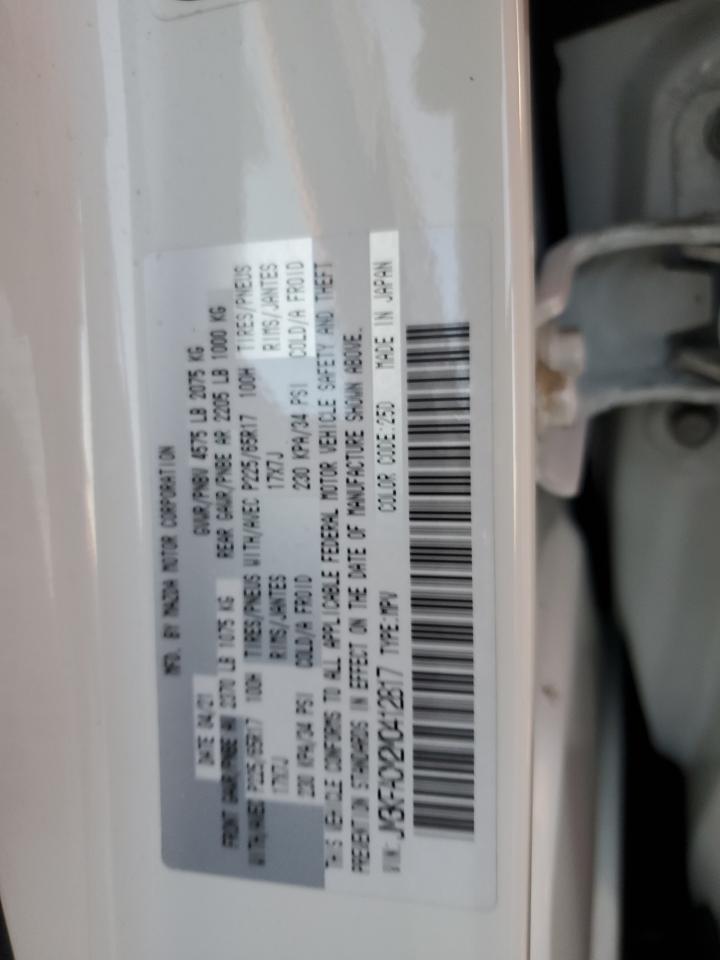 MFD. BY MAZDA MOTOR CORPORATION
DATE 04/21 GVWR/PNBV 4575 LB 2075 KG
FRONT GAWR/PNBE AV 2370 LB 1075 KG REAR GAWR/PNBE AR 2205 LB 1000 KG
WITH/AVEC P225/65R17 100H TIRES/PNEUS WITH/AVEC P225/65R17 100H TIRES/PNEUS
17X7J RIMS/JANTES 17X7J RIMS/JANTES
230 KPA/34 PSI COLD/A FROID 230 KPA/34 PSI COLD/A FROID
THIS VEHICLE CONFORMS TO ALL APPLICABLE FEDERAL MOTOR VEHICLE SAFETY AND THEFT
PREVENTION STANDARDS IN EFFECT ON THE DATE OF MANUFACTURE SHOWN ABOVE.
VIN: TYPE:MPV COLOR CODE:25D MADE IN JAPAN